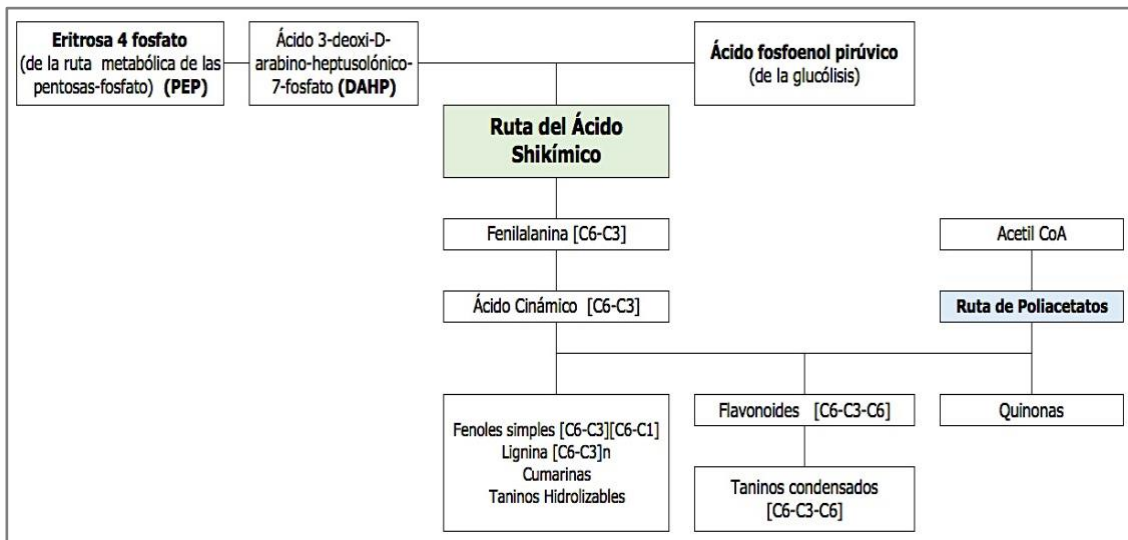 Eritrosa 4 fosfato
(de la ruta metabólica de las
pentosas-fosfato) (PEP)
Ácido 3-deoxi-D-
arabino-heptusolónico-
7-fosfato (DAHP)
Ácido fosfoenol pirúvico
(de la glucólisis)
Ruta del Ácido
Shikímico
Fenilalanina [C6-C3]
Acetil CoA
Ácido Cinámico [C6-C3]
Ruta de Poliacetatos
Fenoles simples [C6-C3][C6-C1]
Lignina [C6-C3]n
Cumarinas
Taninos Hidrolizables
Flavonoides [C6-C3-C6]
Quinonas
Taninos condensados
[C6-C3-C6]